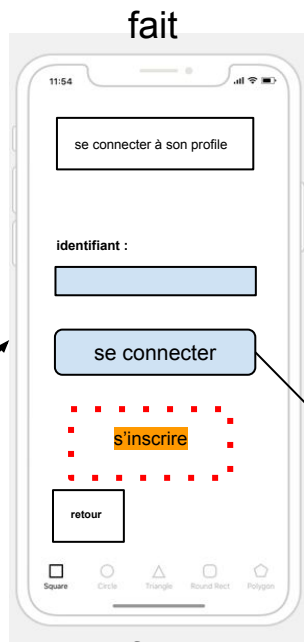 fait
11:54
se connecter à son profile
identifiant :
se connecter
s'inscrire
retour
Square Circle Triangle Round Rect Polygon